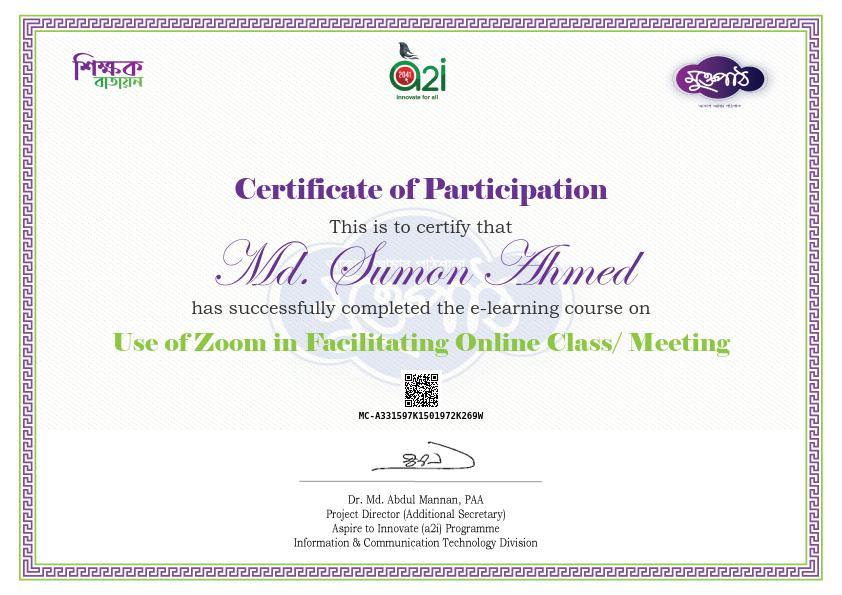 শিক্ষক
বাতায়ন
2041
a2i
Innovate for all
মুক্তপাঠ
Certificate of Participation
This is to certify that
Md. Sumon Ahmed
has successfully completed the e-learning course on
Use of Zoom in Facilitating Online Class/ Meeting
MC-A331597K1501972K269W
Dr. Md. Abdul Mannan, PAA
Project Director (Additional Secretary)
Aspire to Innovate (a2i) Programme
Information & Communication Technology Division